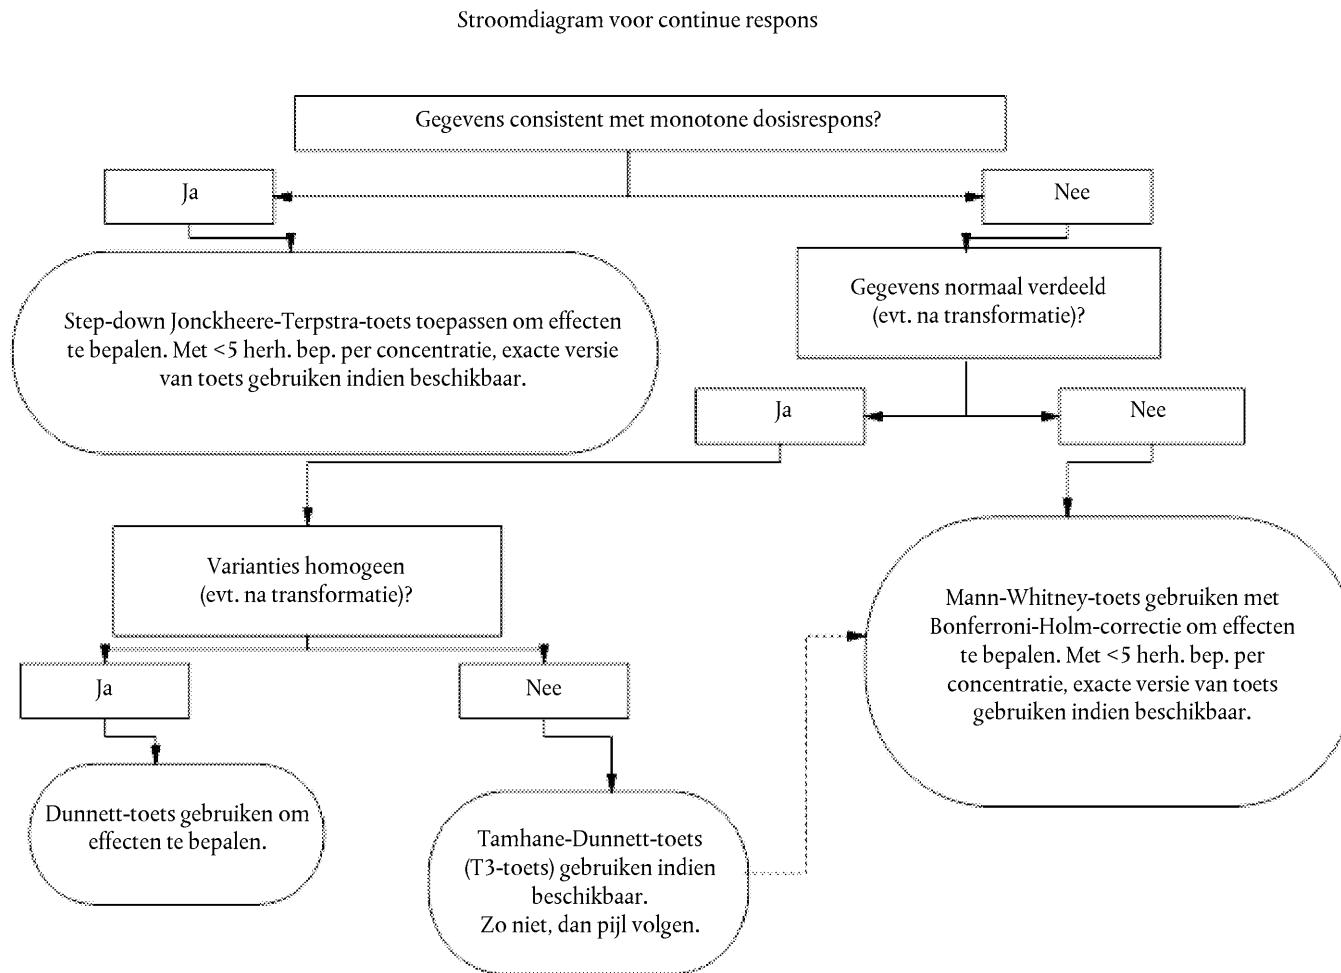 Stroomdiagram voor continue respons
Gegevens consistent met monotone dosisrespons?
Ja
Nee
Step-down Jonckheere-Terpstra-toets toepassen om effecten
te bepalen. Met <5 herh. bep. per concentratie, exacte versie
van toets gebruiken indien beschikbaar.
Gegevens normaal verdeeld
(evt. na transformatie)?
Ja
Nee
Varianties homogeen
(evt. na transformatie)?
Mann-Whitney-toets gebruiken met
Bonferroni-Holm-correctie om effecten
te bepalen. Met <5 herh. bep. per
concentratie, exacte versie van toets
gebruiken indien beschikbaar.
Ja
Nee
Dunnett-toets gebruiken om
effecten te bepalen.
Tamhane-Dunnett-toets
(T3-toets) gebruiken indien
beschikbaar.
Zo niet, dan pijl volgen.